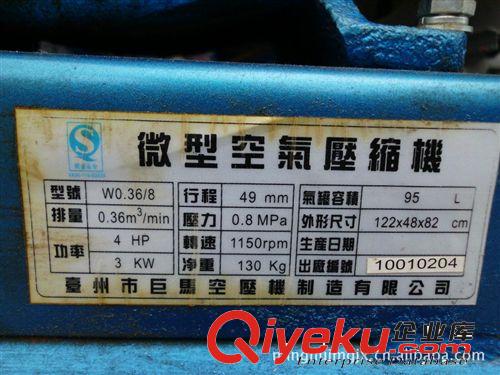 微型空氣壓縮機
型號 W0.36/8 行程 49 mm 氣罐容積 95 L
排量 0.36m³/min 壓力 0.8 MPa 外形尺寸 122x48x82 cm
功率 4 HP 轉速 1150rpm 生産日期
3 KW 净重 130 Kg 出廠編號 10010204
臺州市巨馬空壓機制造有限公司
Qiyeku.com 企业库
Enterprise Database